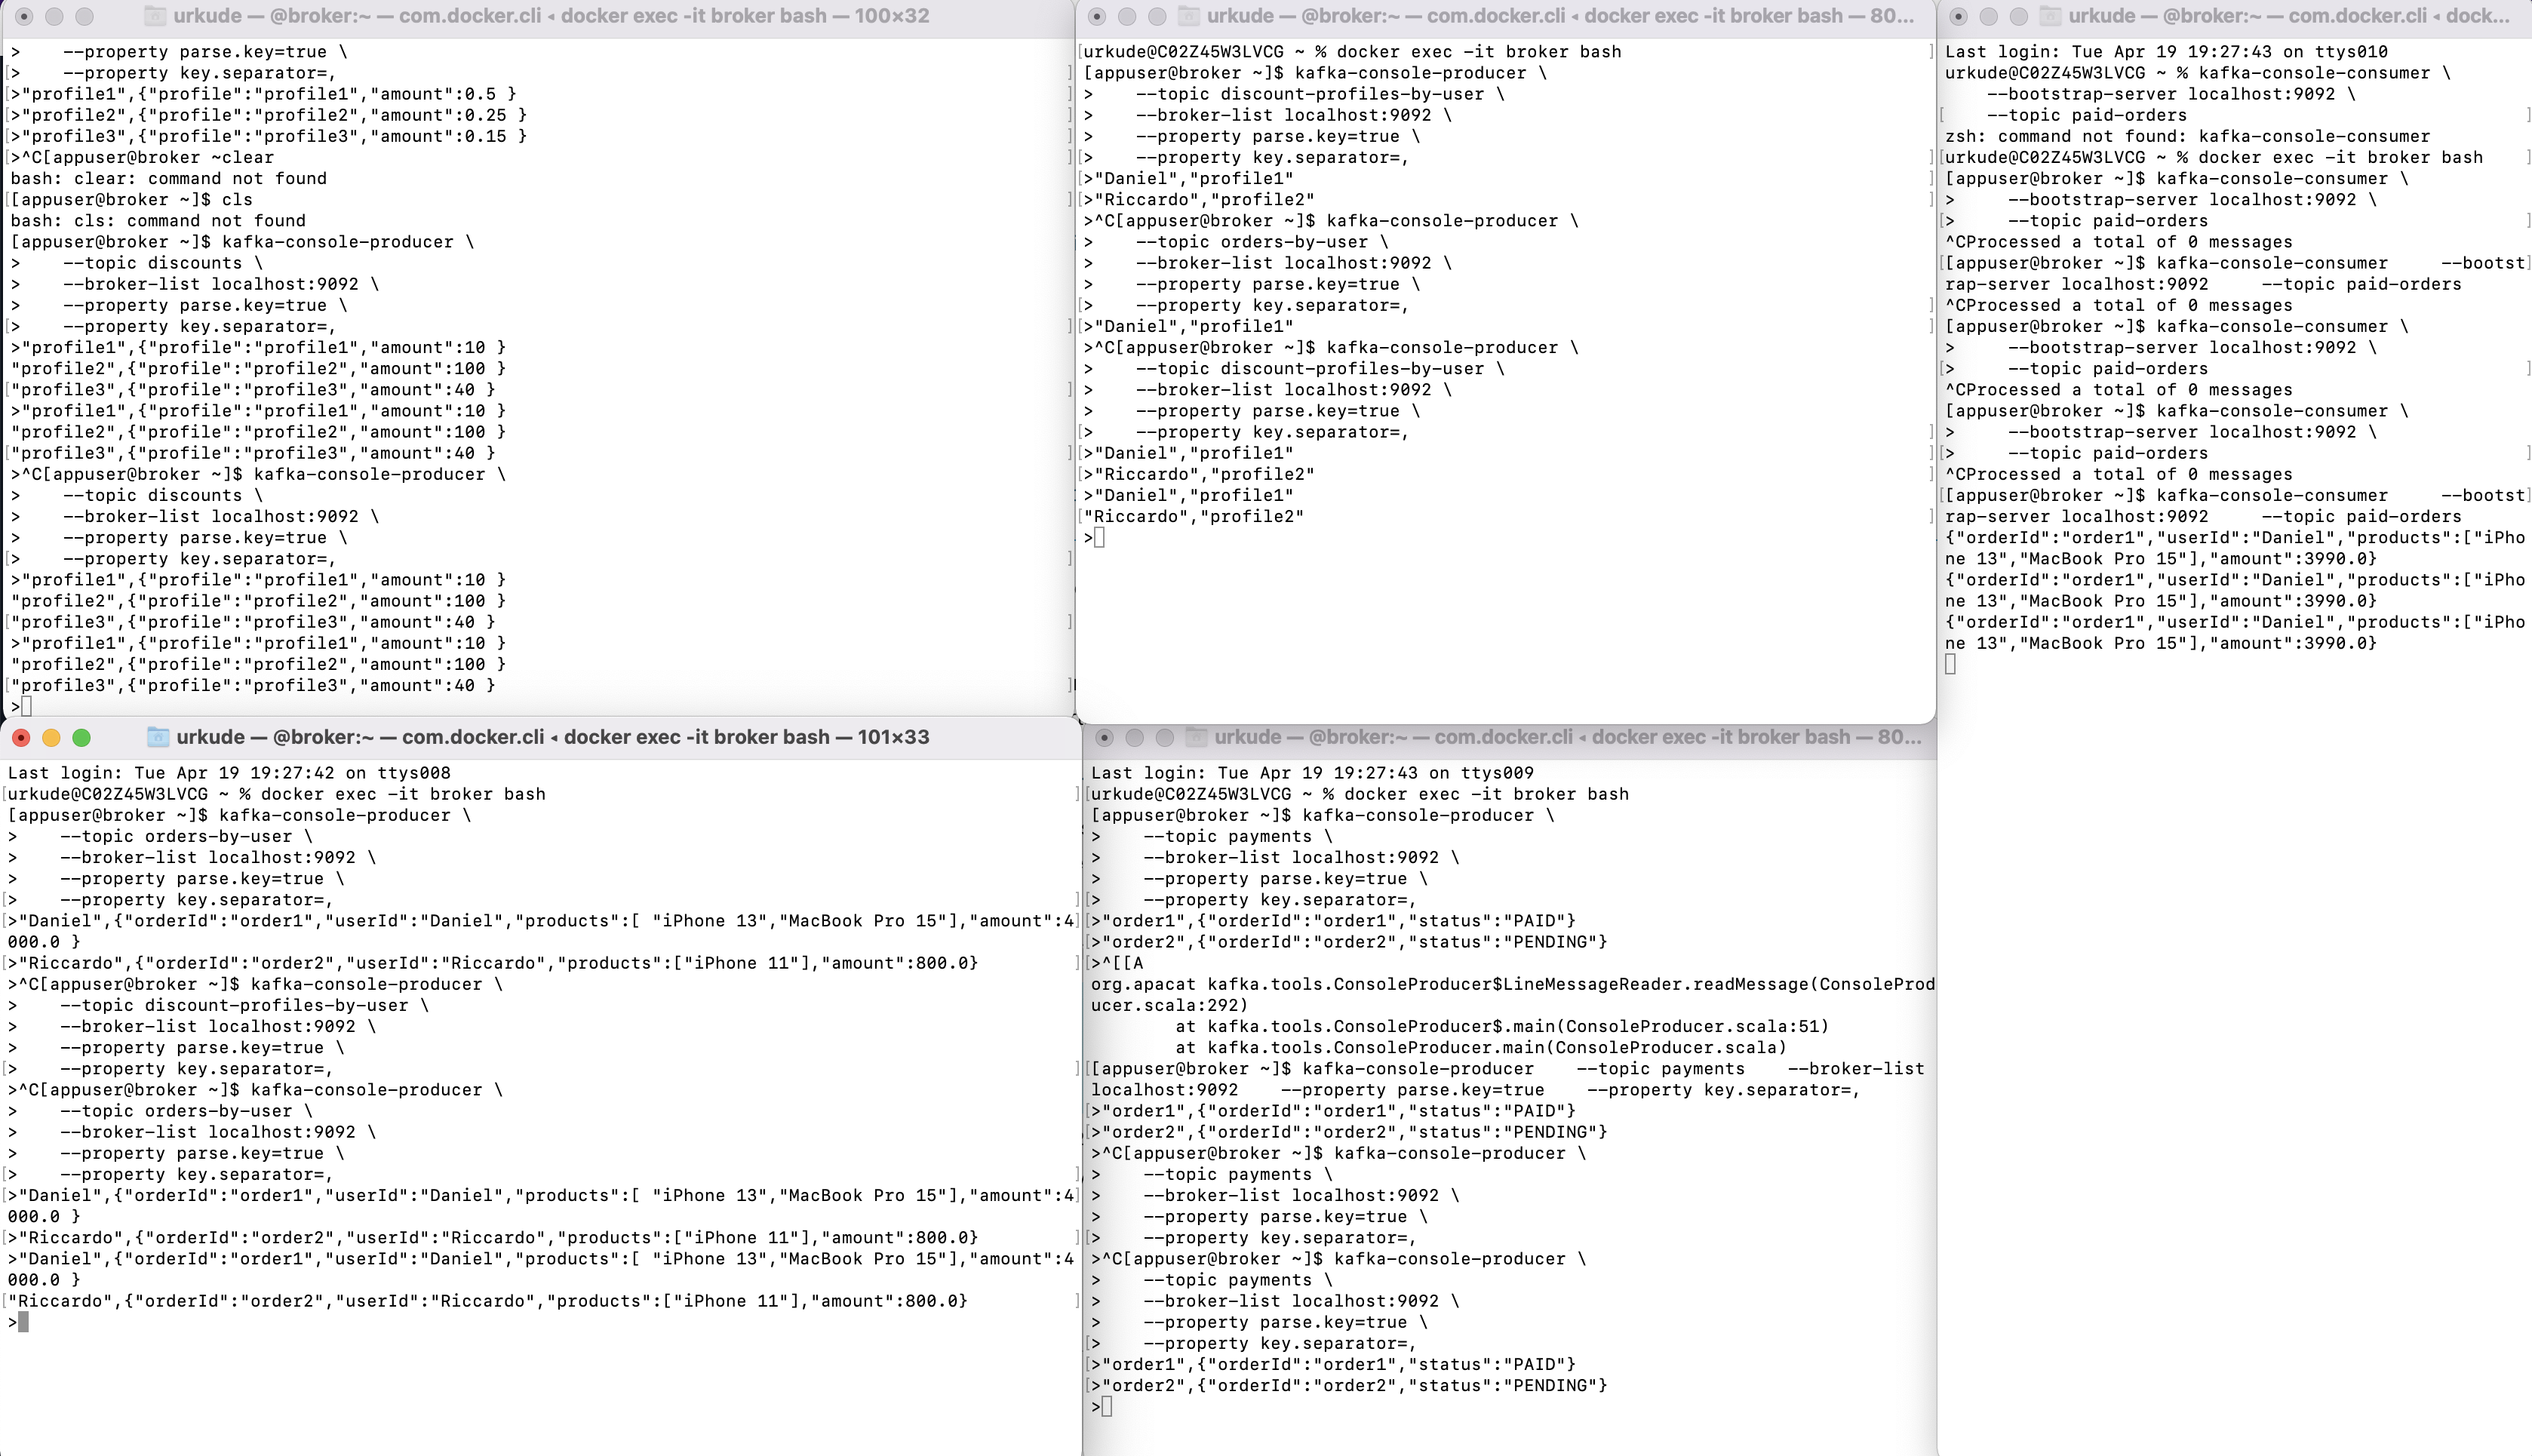 urkude — @broker:~ — com.docker.cli ◂ docker exec -it broker bash — 100×32
>    --property parse.key=true \
[>    --property key.separator=, ]
[>"profile1",{"profile":"profile1","amount":0.5 } ]
[>"profile2",{"profile":"profile2","amount":0.25 } ]
[>"profile3",{"profile":"profile3","amount":0.15 } ]
[>^C[appuser@broker ~clear ]
bash: clear: command not found
[[appuser@broker ~]$ cls ]
bash: cls: command not found
[appuser@broker ~]$ kafka-console-producer \
>    --topic discounts \
>    --broker-list localhost:9092 \
>    --property parse.key=true \
[>    --property key.separator=, ]
>"profile1",{"profile":"profile1","amount":10 }
"profile2",{"profile":"profile2","amount":100 }
["profile3",{"profile":"profile3","amount":40 } ]
>"profile1",{"profile":"profile1","amount":10 }
"profile2",{"profile":"profile2","amount":100 }
["profile3",{"profile":"profile3","amount":40 } ]
>^C[appuser@broker ~]$ kafka-console-producer \
>    --topic discounts \
>    --broker-list localhost:9092 \
>    --property parse.key=true \
[>    --property key.separator=, ]
>"profile1",{"profile":"profile1","amount":10 }
"profile2",{"profile":"profile2","amount":100 }
["profile3",{"profile":"profile3","amount":40 } ]
>"profile1",{"profile":"profile1","amount":10 }
"profile2",{"profile":"profile2","amount":100 }
["profile3",{"profile":"profile3","amount":40 } ]
>
urkude — @broker:~ — com.docker.cli ◂ docker exec -it broker bash — 80...
[urkude@C02Z45W3LVCG ~ % docker exec -it broker bash ]
[appuser@broker ~]$ kafka-console-producer \
>    --topic discount-profiles-by-user \
>    --broker-list localhost:9092 \
>    --property parse.key=true \
[>    --property key.separator=, ]
[>"Daniel","profile1" ]
[>"Riccardo","profile2" ]
>^C[appuser@broker ~]$ kafka-console-producer \
>    --topic orders-by-user \
>    --broker-list localhost:9092 \
>    --property parse.key=true \
[>    --property key.separator=, ]
[>"Daniel","profile1" ]
>^C[appuser@broker ~]$ kafka-console-producer \
>    --topic discount-profiles-by-user \
>    --broker-list localhost:9092 \
>    --property parse.key=true \
[>    --property key.separator=, ]
[>"Daniel","profile1" ]
[>"Riccardo","profile2" ]
>"Daniel","profile1"
["Riccardo","profile2" ]
>
urkude — @broker:~ — com.docker.cli ◂ dock...
Last login: Tue Apr 19 19:27:43 on ttys010
urkude@C02Z45W3LVCG ~ % kafka-console-consumer \
    --bootstrap-server localhost:9092 \
[    --topic paid-orders ]
zsh: command not found: kafka-console-consumer
[urkude@C02Z45W3LVCG ~ % docker exec -it broker bash ]
[appuser@broker ~]$ kafka-console-consumer \
>     --bootstrap-server localhost:9092 \
[>     --topic paid-orders ]
^CProcessed a total of 0 messages
[[appuser@broker ~]$ kafka-console-consumer     --bootst]
rap-server localhost:9092     --topic paid-orders
^CProcessed a total of 0 messages
[appuser@broker ~]$ kafka-console-consumer \
>     --bootstrap-server localhost:9092 \
[>     --topic paid-orders ]
^CProcessed a total of 0 messages
[appuser@broker ~]$ kafka-console-consumer \
>     --bootstrap-server localhost:9092 \
[>     --topic paid-orders ]
^CProcessed a total of 0 messages
[[appuser@broker ~]$ kafka-console-consumer     --bootst]
rap-server localhost:9092     --topic paid-orders
{"orderId":"order1","userId":"Daniel","products":["iPho
ne 13","MacBook Pro 15"],"amount":3990.0}
{"orderId":"order1","userId":"Daniel","products":["iPho
ne 13","MacBook Pro 15"],"amount":3990.0}
{"orderId":"order1","userId":"Daniel","products":["iPho
ne 13","MacBook Pro 15"],"amount":3990.0}
urkude — @broker:~ — com.docker.cli ◂ docker exec -it broker bash — 101×33
Last login: Tue Apr 19 19:27:42 on ttys008
[urkude@C02Z45W3LVCG ~ % docker exec -it broker bash ]
[appuser@broker ~]$ kafka-console-producer \
>    --topic orders-by-user \
>    --broker-list localhost:9092 \
>    --property parse.key=true \
[>    --property key.separator=, ]
[>"Daniel",{"orderId":"order1","userId":"Daniel","products":[ "iPhone 13","MacBook Pro 15"],"amount":4]
000.0 }
[>"Riccardo",{"orderId":"order2","userId":"Riccardo","products":["iPhone 11"],"amount":800.0} ]
>^C[appuser@broker ~]$ kafka-console-producer \
>    --topic discount-profiles-by-user \
>    --broker-list localhost:9092 \
>    --property parse.key=true \
[>    --property key.separator=, ]
>^C[appuser@broker ~]$ kafka-console-producer \
>    --topic orders-by-user \
>    --broker-list localhost:9092 \
>    --property parse.key=true \
[>    --property key.separator=, ]
[>"Daniel",{"orderId":"order1","userId":"Daniel","products":[ "iPhone 13","MacBook Pro 15"],"amount":4]
000.0 }
[>"Riccardo",{"orderId":"order2","userId":"Riccardo","products":["iPhone 11"],"amount":800.0} ]
>"Daniel",{"orderId":"order1","userId":"Daniel","products":[ "iPhone 13","MacBook Pro 15"],"amount":4
000.0 }
["Riccardo",{"orderId":"order2","userId":"Riccardo","products":["iPhone 11"],"amount":800.0} ]
>
urkude — @broker:~ — com.docker.cli ◂ docker exec -it broker bash — 80...
Last login: Tue Apr 19 19:27:43 on ttys009
[urkude@C02Z45W3LVCG ~ % docker exec -it broker bash
[appuser@broker ~]$ kafka-console-producer \
>    --topic payments \
>    --broker-list localhost:9092 \
>    --property parse.key=true \
[>    --property key.separator=,
[>"order1",{"orderId":"order1","status":"PAID"}
[>"order2",{"orderId":"order2","status":"PENDING"}
[>^[[A
org.apacat kafka.tools.ConsoleProducer$LineMessageReader.readMessage(ConsoleProd
ucer.scala:292)
        at kafka.tools.ConsoleProducer$.main(ConsoleProducer.scala:51)
        at kafka.tools.ConsoleProducer.main(ConsoleProducer.scala)
[[appuser@broker ~]$ kafka-console-producer    --topic payments    --broker-list
localhost:9092    --property parse.key=true    --property key.separator=,
[>"order1",{"orderId":"order1","status":"PAID"}
[>"order2",{"orderId":"order2","status":"PENDING"}
>^C[appuser@broker ~]$ kafka-console-producer \
>    --topic payments \
>    --broker-list localhost:9092 \
>    --property parse.key=true \
[>    --property key.separator=,
>^C[appuser@broker ~]$ kafka-console-producer \
>    --topic payments \
>    --broker-list localhost:9092 \
>    --property parse.key=true \
[>    --property key.separator=,
[>"order1",{"orderId":"order1","status":"PAID"}
[>"order2",{"orderId":"order2","status":"PENDING"}
>